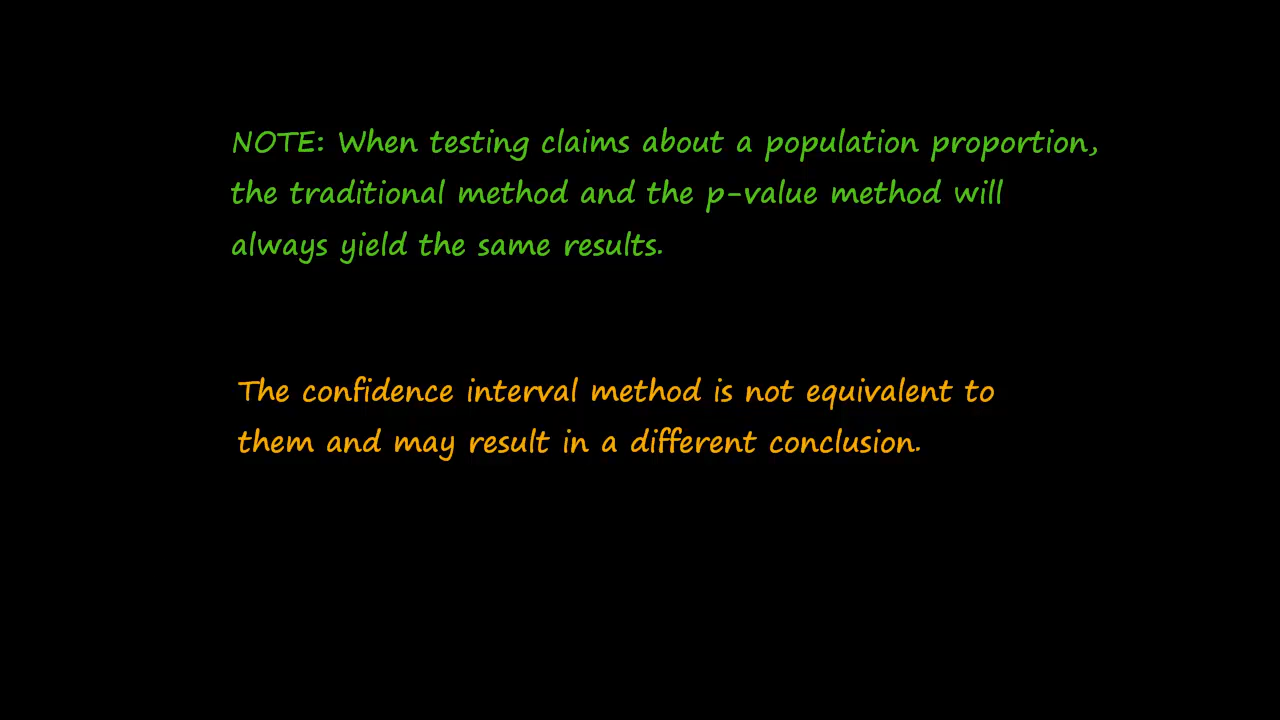 NOTE: When testing claims about a population proportion,
the traditional method and the p-value method will
always yield the same results.
The confidence interval method is not equivalent to
them and may result in a different conclusion.